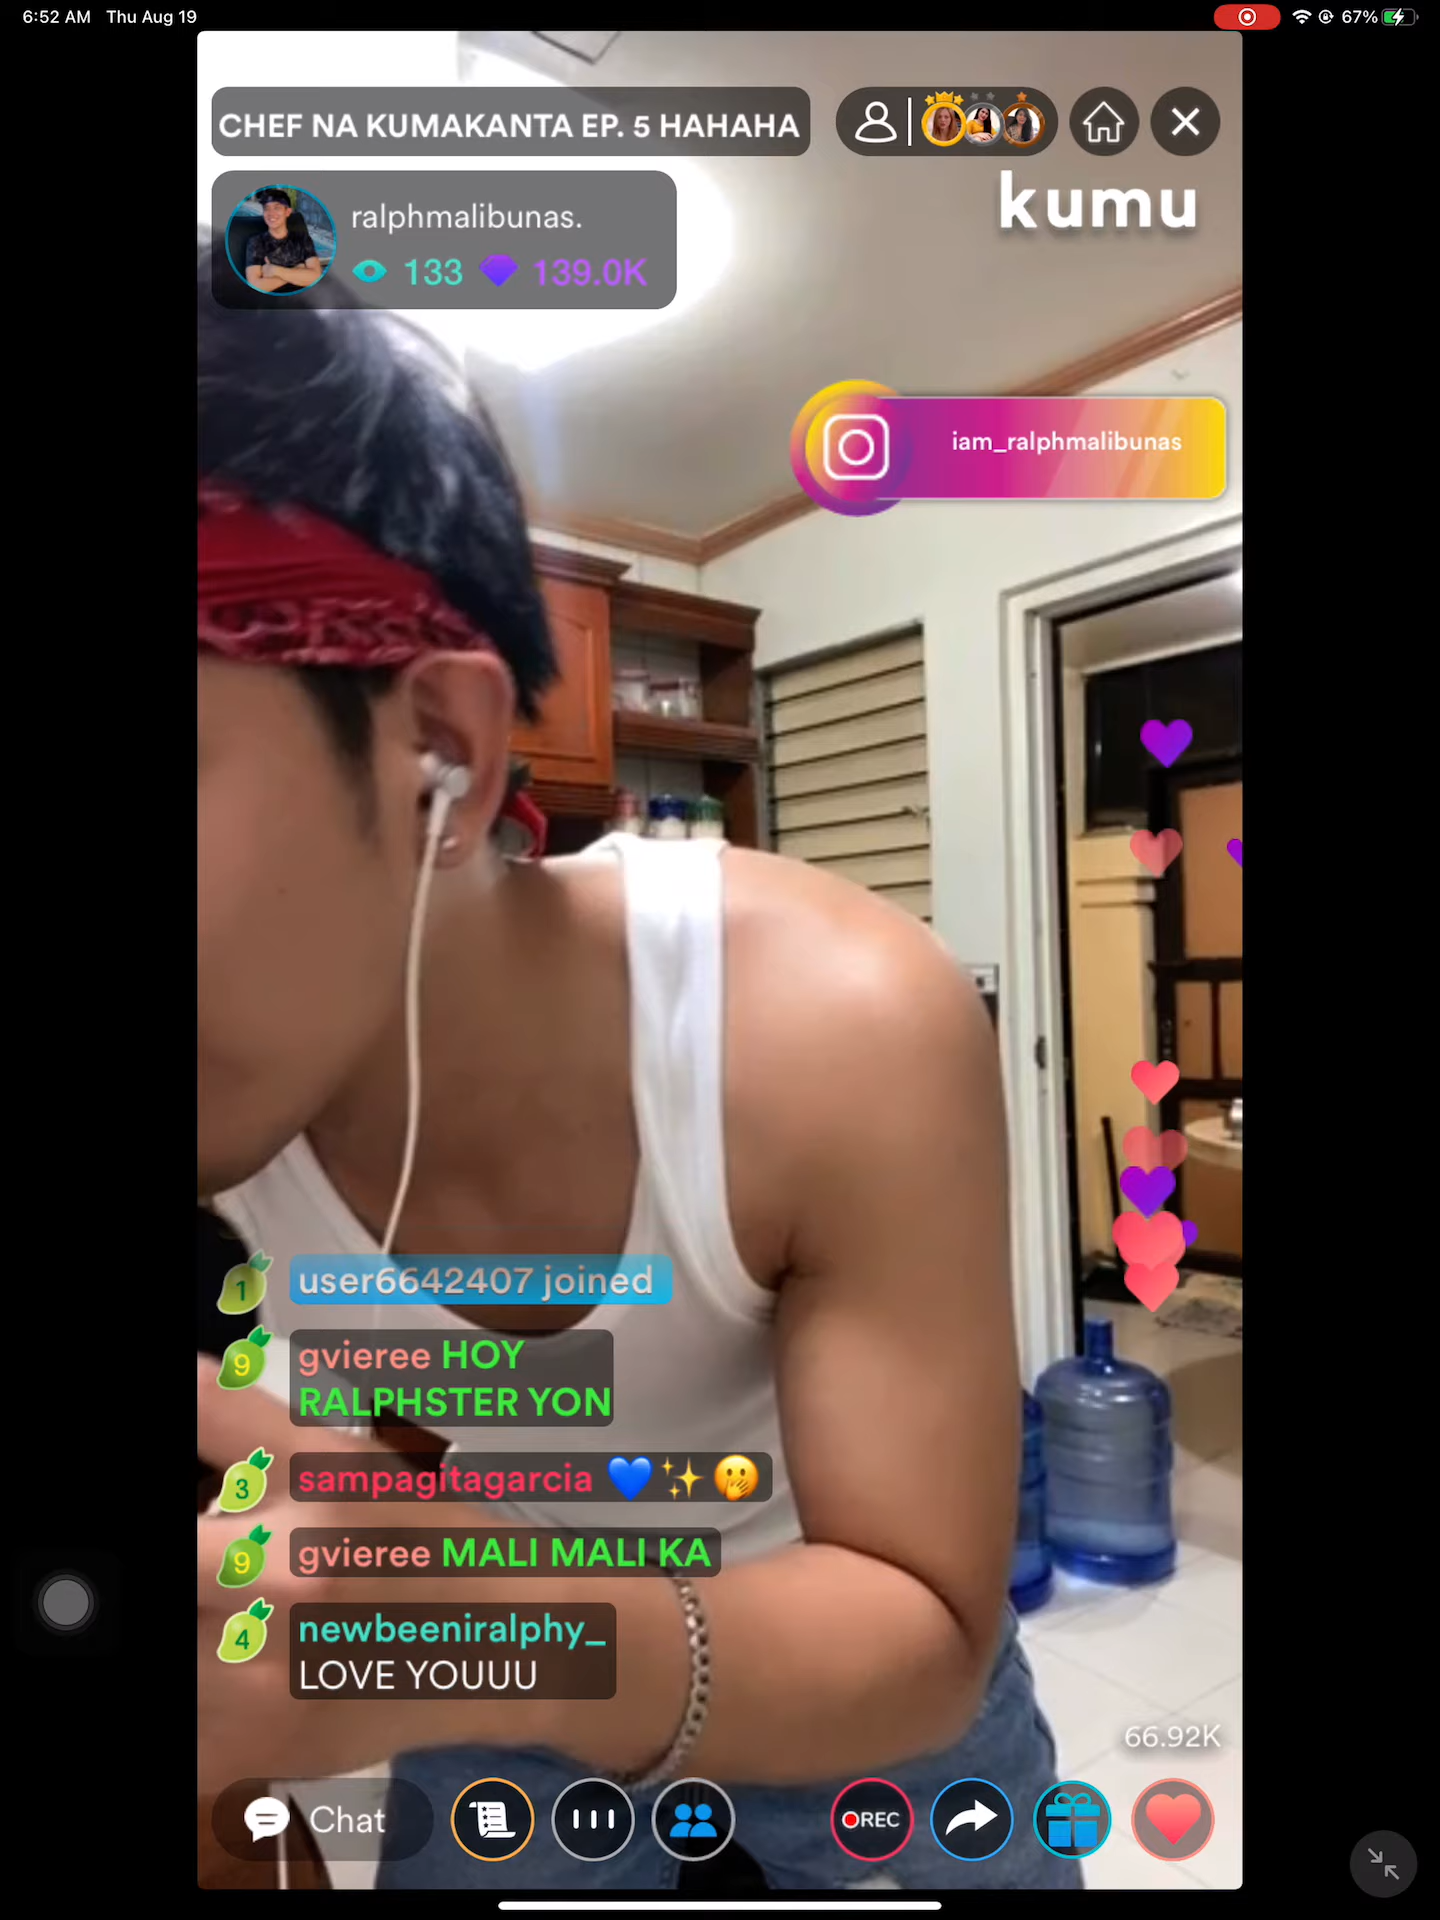 6:52 AM Thu Aug 19
67%
CHEF NA KUMAKANTA EP. 5 HAHAHA
ralphmalibunas.
133 139.0K
kumu
iam_ralphmalibunas
1 user6642407 joined
9 gvieree HOY
RALPHSTER YON
3 sampagitagarcia 💙✨🤭
9 gvieree MALI MALI KA
4 newbeeniralphy_
LOVE YOUUU
66.92K
Chat
REC